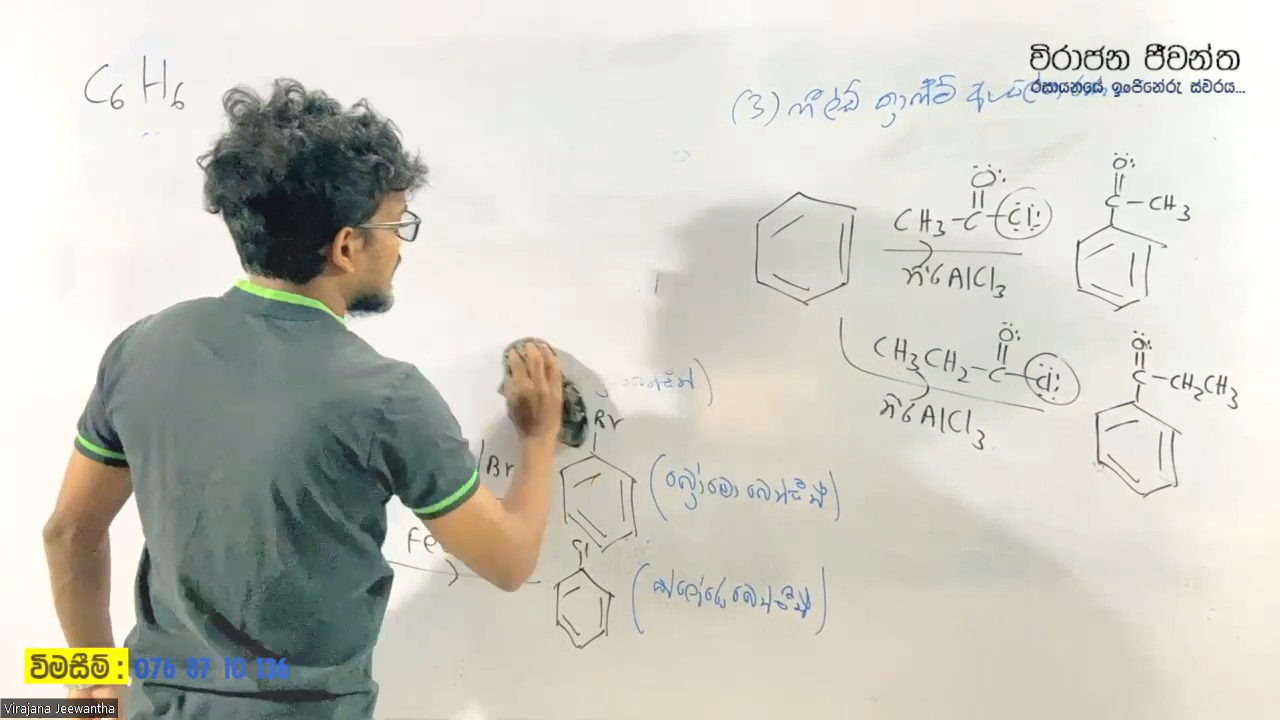 C6H6
විරාජන ජීවන්ත
රසායනයේ ඉංජිනේරු ස්වරය...
(3) ෆීල්ඩ් ක්‍රාෆ්ට්
CH3-C-Cl
O
නිර AlCl3
O
C-CH3
CH3CH2-C-Cl
O
නිර AlCl3
O
C-CH2CH3
Br
Br
(බ්‍රෝමො බෙන්සීන්)
Fe
Cl
(ක්ලෝරොබෙන්සීන්)
විමසීම් : 076 87 10 136
Virajana Jeewantha